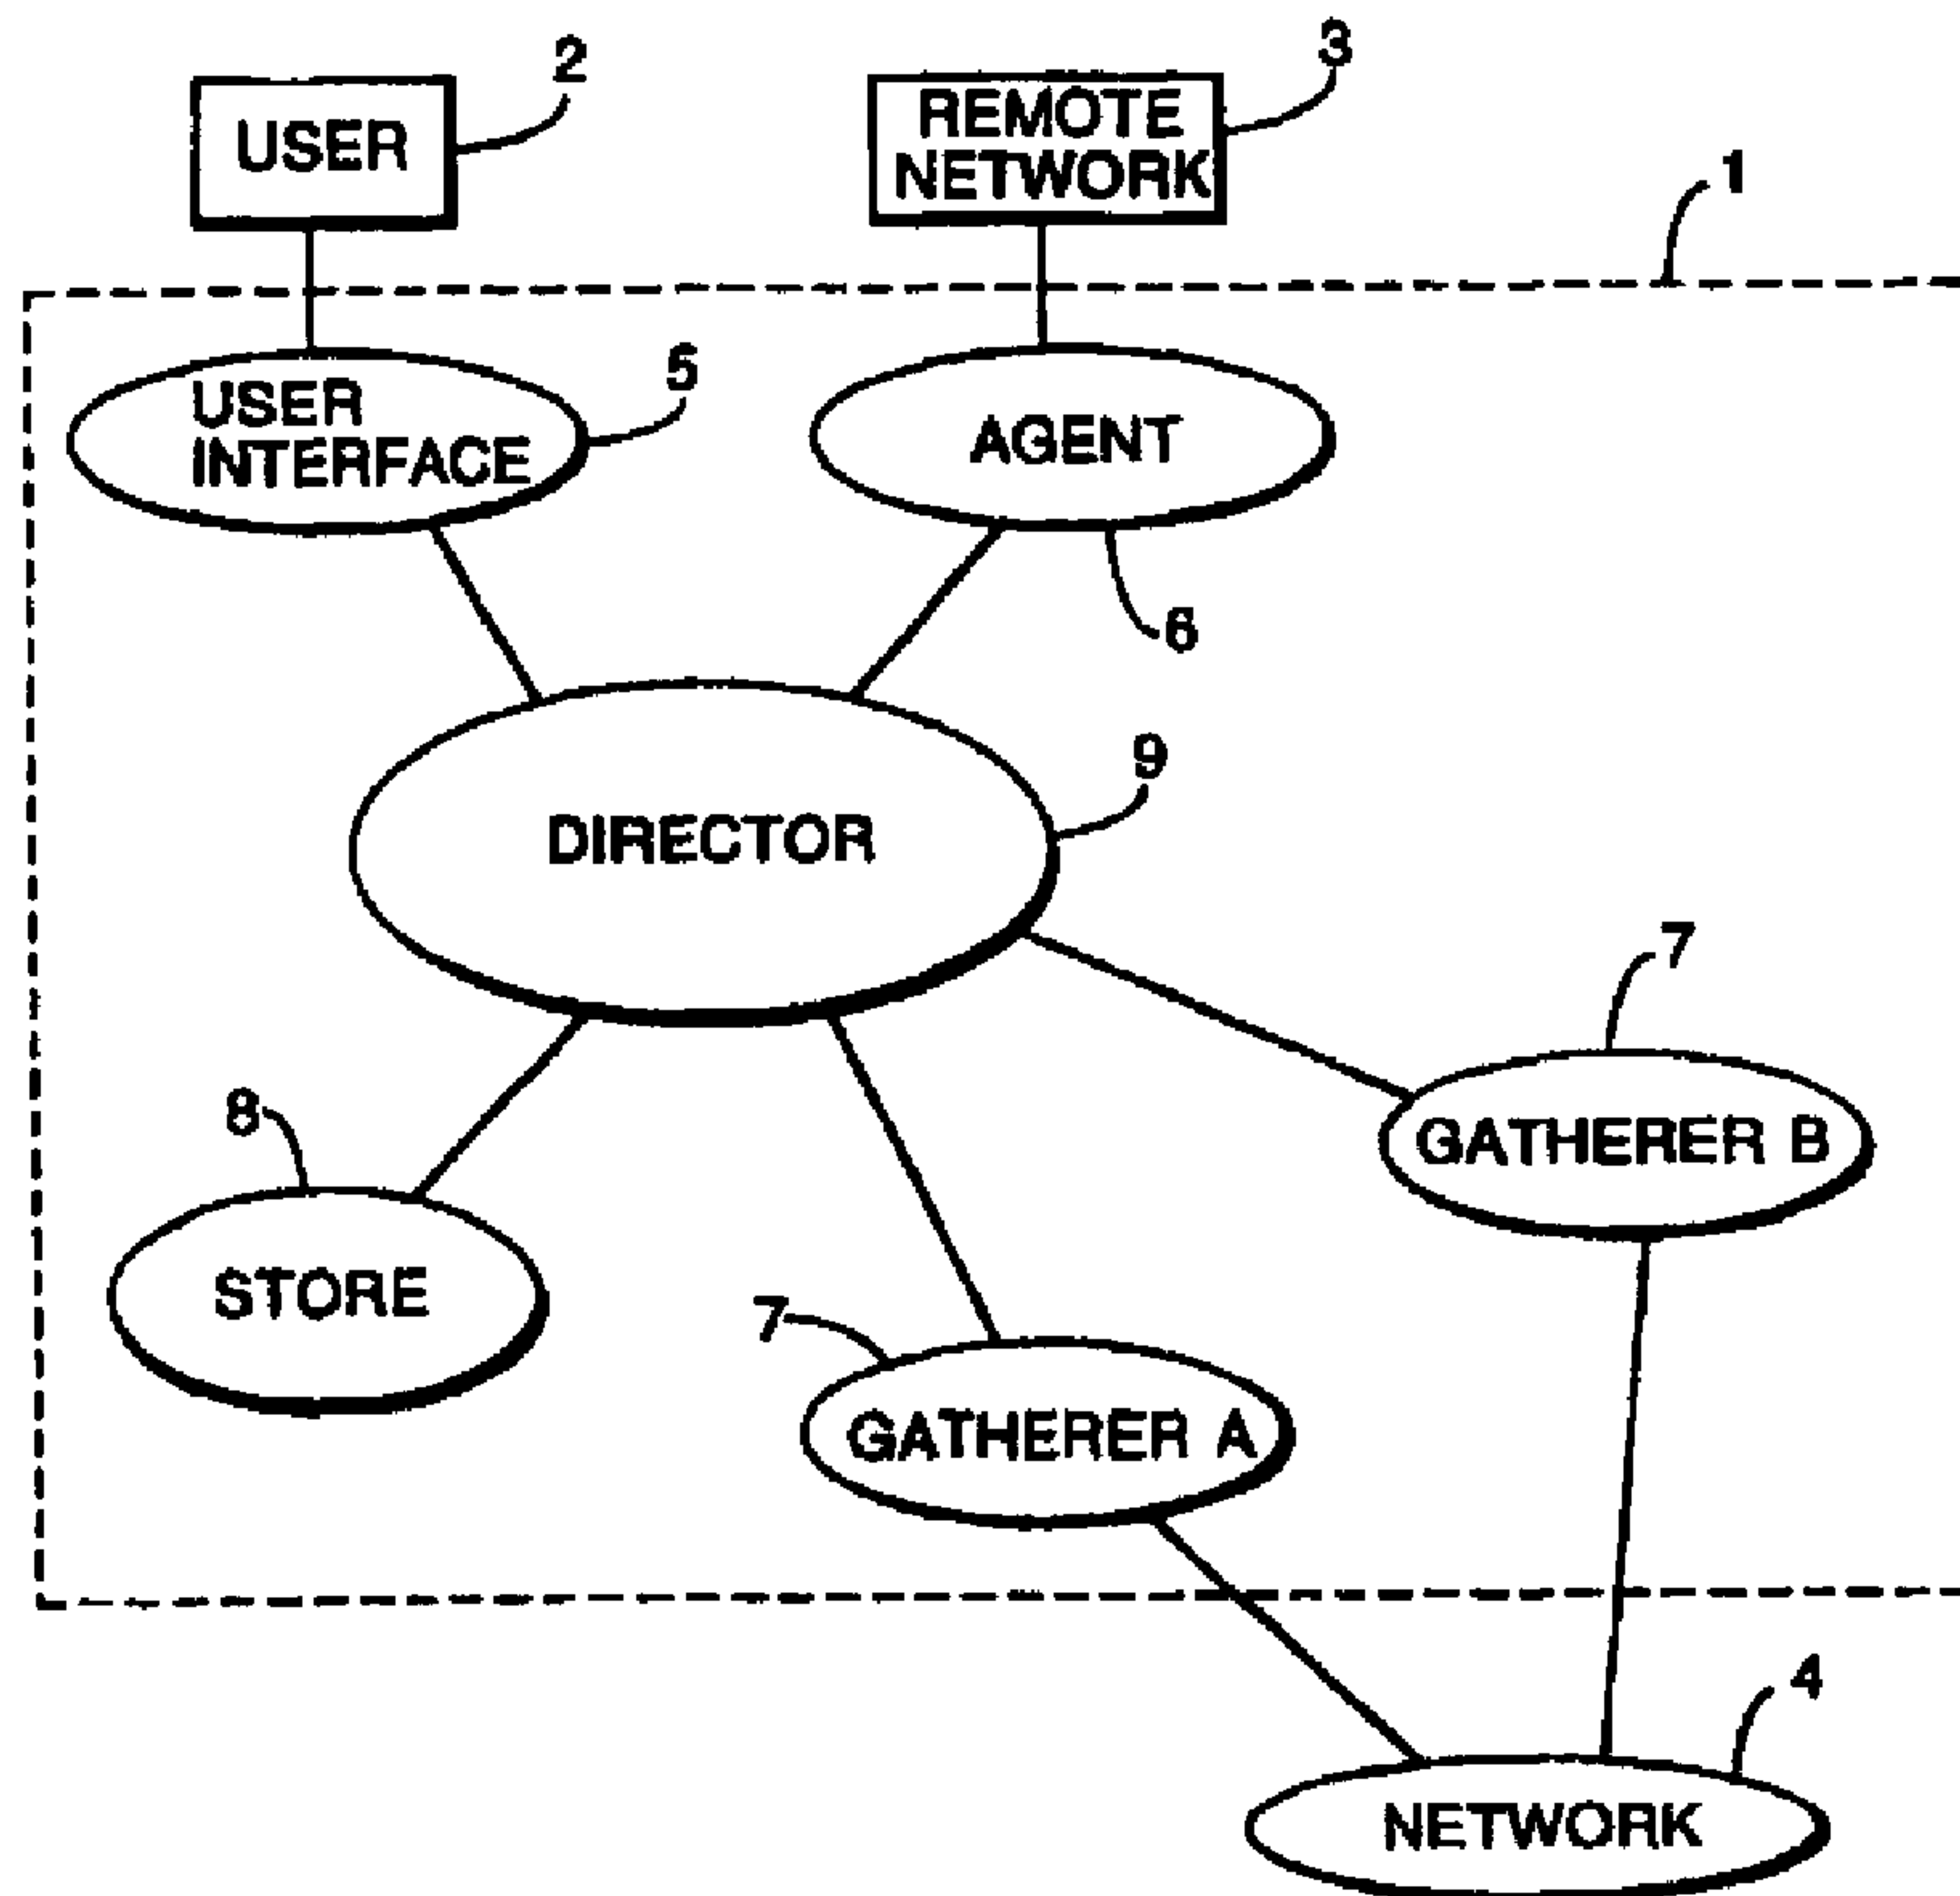 2
3
USER
REMOTE
NETWORK
1
5
USER
INTERFACE
AGENT
6
9
DIRECTOR
7
8
GATHERER B
STORE
7
GATHERER A
4
NETWORK